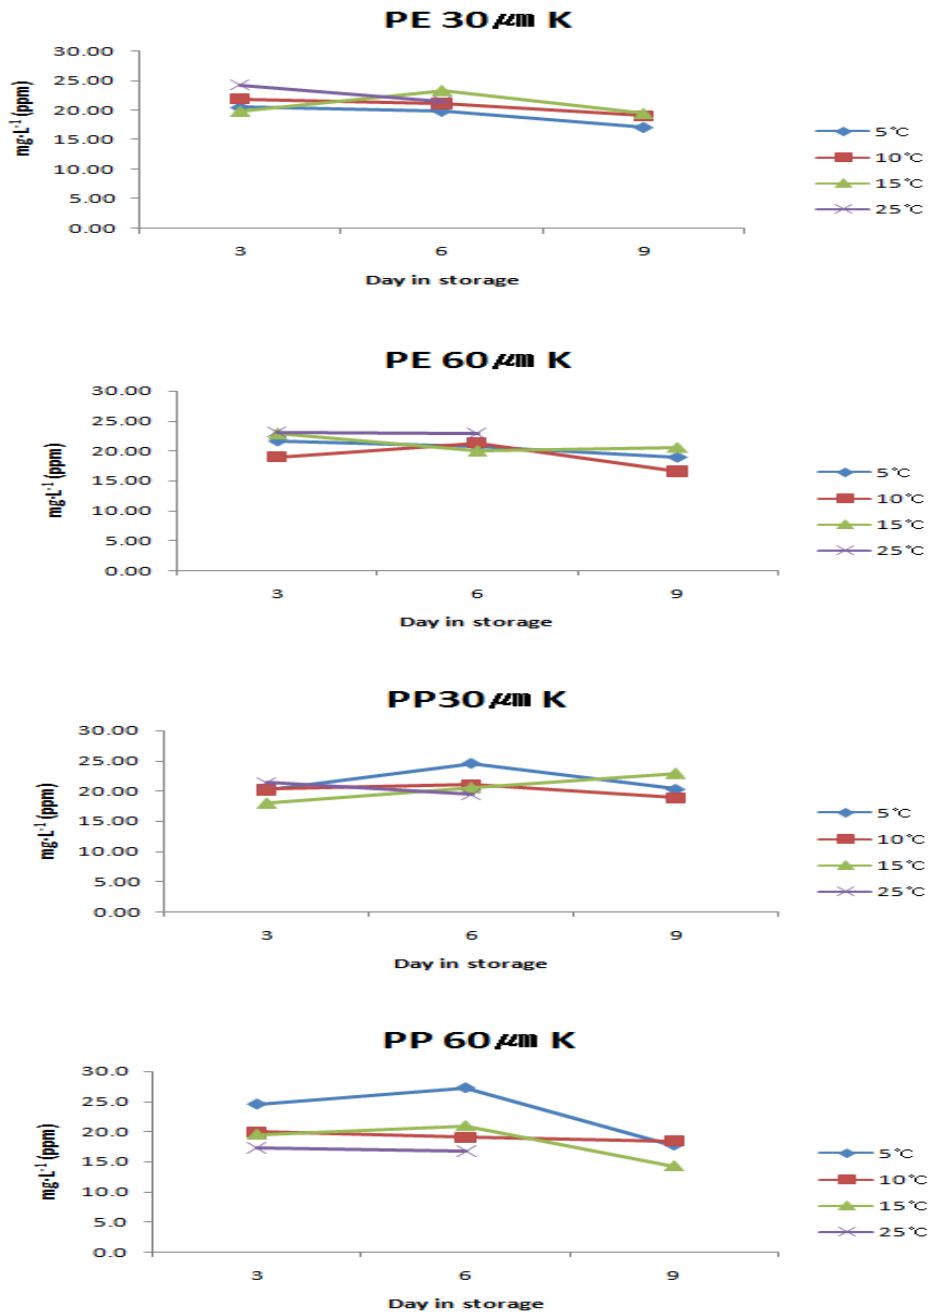 PE 30㎛ K
mg·L⁻¹ (ppm)
30.00
25.00
20.00
15.00
10.00
5.00
0.00
3 6 9
Day in storage
5℃
10℃
15℃
25℃
PE 60㎛ K
mg·L⁻¹ (ppm)
30.00
25.00
20.00
15.00
10.00
5.00
0.00
3 6 9
Day in storage
5℃
10℃
15℃
25℃
PP30㎛ K
mg·L⁻¹ (ppm)
30.00
25.00
20.00
15.00
10.00
5.00
0.00
3 6 9
Day in storage
5℃
10℃
15℃
25℃
PP 60㎛ K
mg·L⁻¹ (ppm)
30.0
25.0
20.0
15.0
10.0
5.0
0.0
3 6 9
Day in storage
5℃
10℃
15℃
25℃